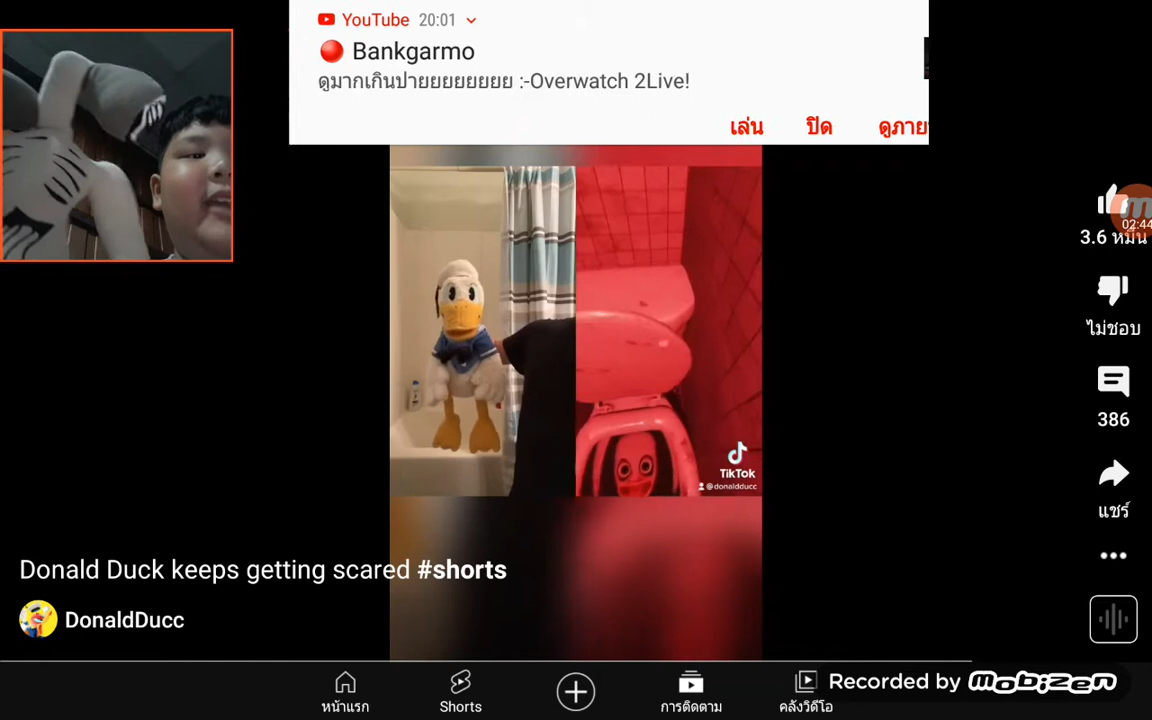 YouTube 20:01
Bankgarmo
ดูมากเกินปายยยยยยยย :-Overwatch 2Live!
เล่น ปิด ดูภาย
02:44
3.6 หมื่น
ไม่ชอบ
386
แชร์
TikTok
@donaldducc
Donald Duck keeps getting scared #shorts
DonaldDucc
หน้าแรก Shorts การติดตาม คลังวิดีโอ
Recorded by mobizen